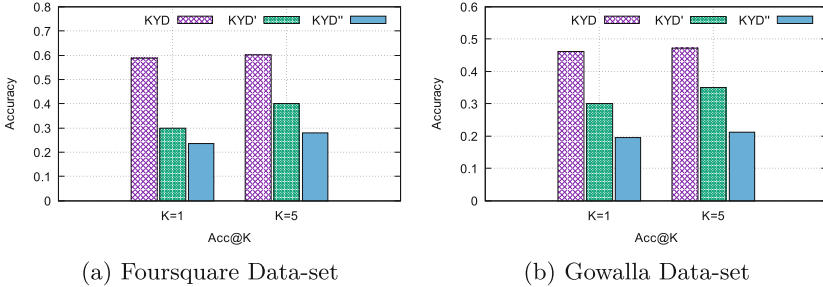 KYD KYD' KYD''
0.8
0.7
0.6
0.5
0.4
0.3
0.2
0.1
0
Accuracy
K=1 K=5
Acc@K
(a) Foursquare Data-set
KYD KYD' KYD''
0.6
0.5
0.4
0.3
0.2
0.1
0
Accuracy
K=1 K=5
Acc@K
(b) Gowalla Data-set